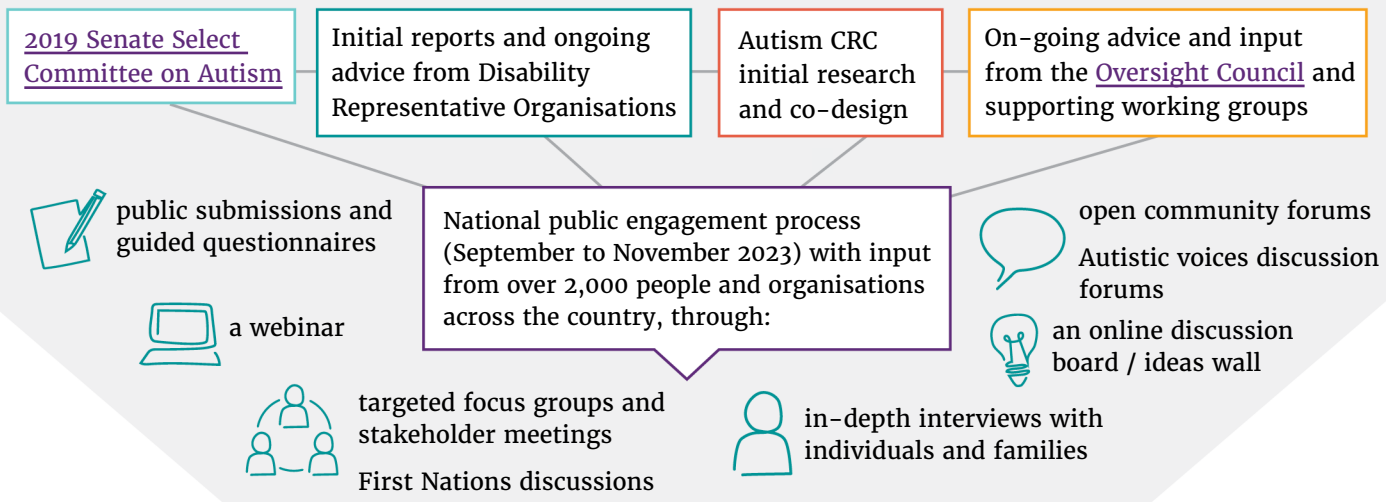 2019 Senate Select
Committee on Autism
Initial reports and ongoing
advice from Disability
Representative Organisations
Autism CRC
initial research
and co-design
On-going advice and input
from the Oversight Council and
supporting working groups
National public engagement process
(September to November 2023) with input
from over 2,000 people and organisations
across the country, through:
public submissions and
guided questionnaires
a webinar
targeted focus groups and
stakeholder meetings
First Nations discussions
in-depth interviews with
individuals and families
open community forums
Autistic voices discussion
forums
an online discussion
board / ideas wall